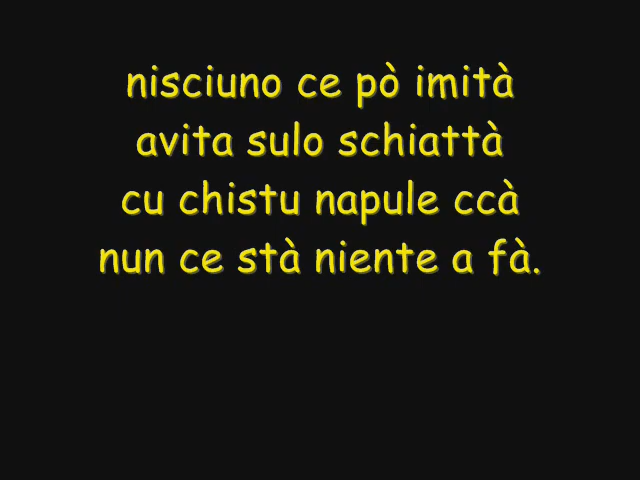 nisciuno ce pò imità
avita sulo schiattà
cu chistu napule ccà
nun ce stà niente a fà.